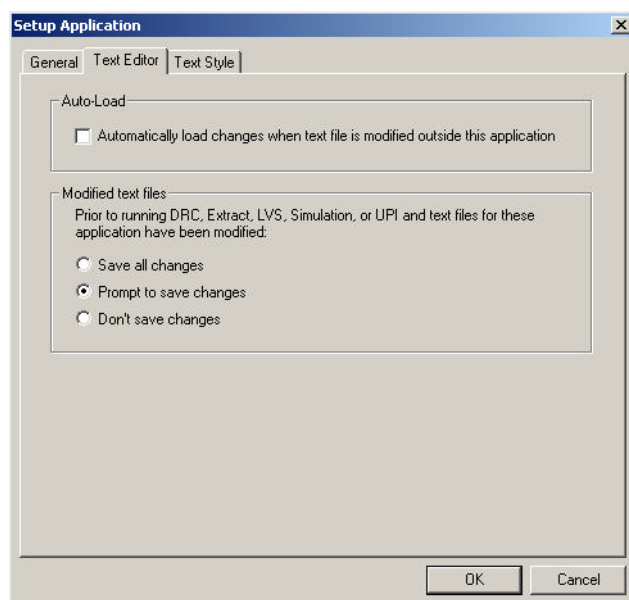 Setup Application
General Text Editor Text Style
Auto-Load
Automatically load changes when text file is modified outside this application
Modified text files
Prior to running DRC, Extract, LVS, Simulation, or UPI and text files for these
application have been modified:
Save all changes
Prompt to save changes
Don't save changes
OK Cancel